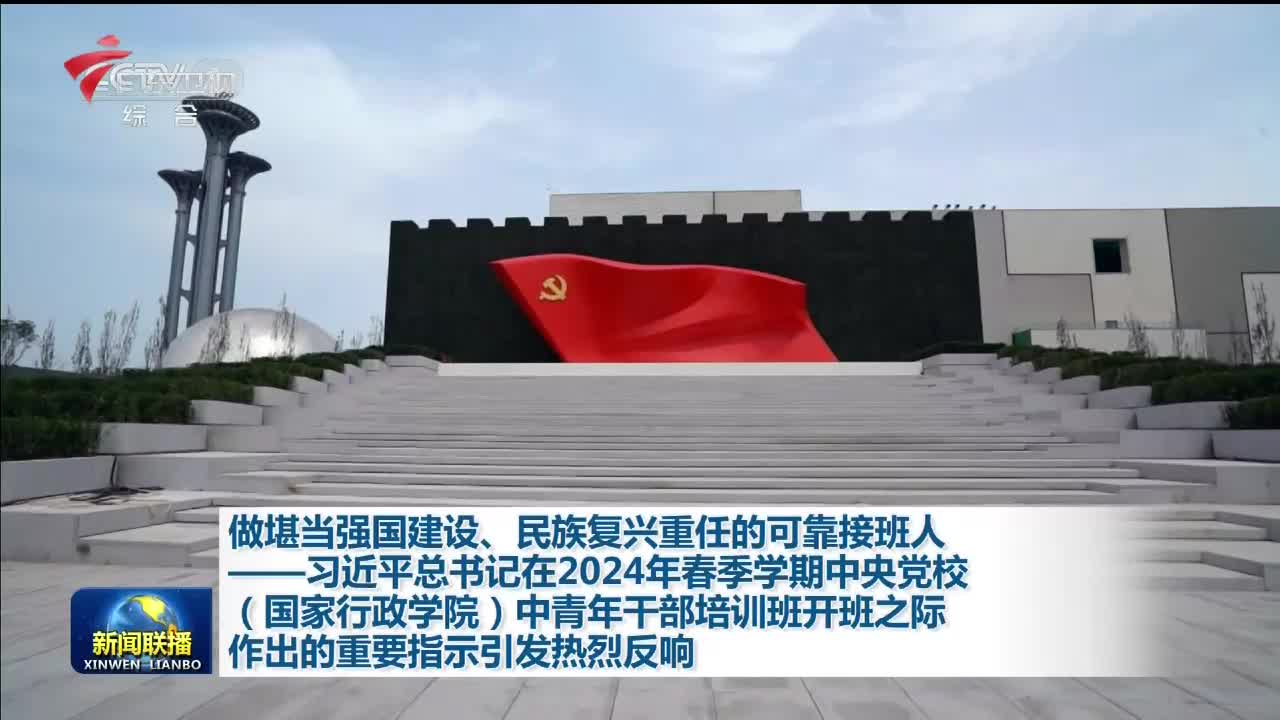 综合
做堪当强国建设、民族复兴重任的可靠接班人
——习近平总书记在2024年春季学期中央党校
（国家行政学院）中青年干部培训班开班之际
作出的重要指示引发热烈反响
新闻联播
XINWEN LIANBO